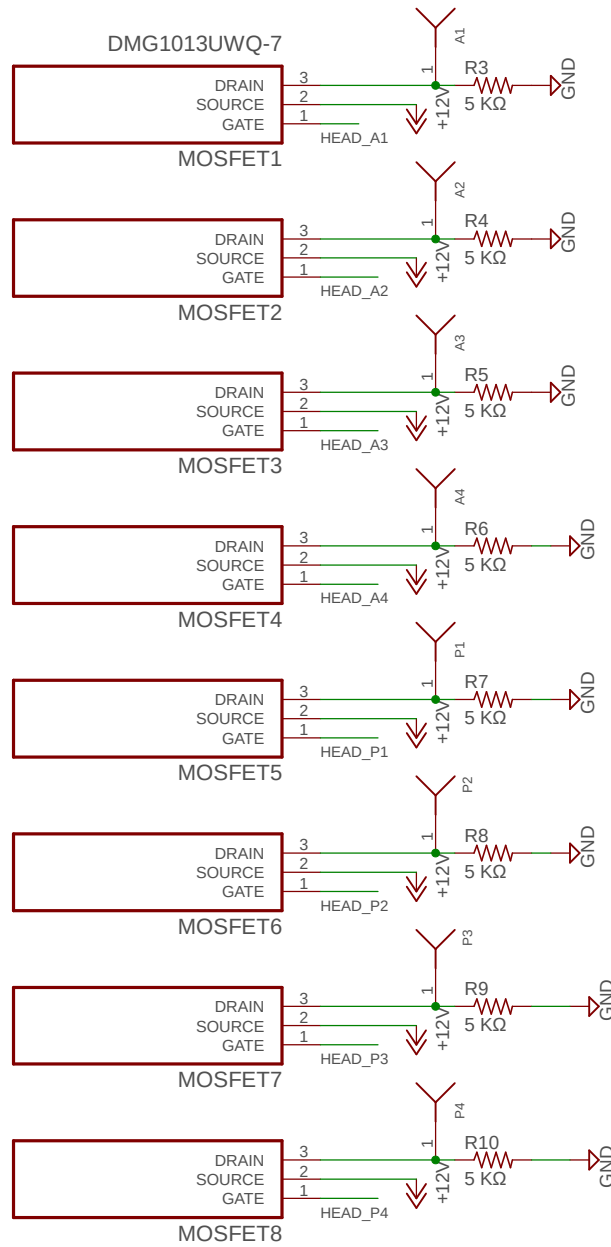 DMG1013UWQ-7
A1
DRAIN 3 1 R3 GND
SOURCE 2 +12V 5 KΩ
GATE 1 HEAD_A1
MOSFET1
A2
DRAIN 3 1 R4 GND
SOURCE 2 +12V 5 KΩ
GATE 1 HEAD_A2
MOSFET2
A3
DRAIN 3 1 R5 GND
SOURCE 2 +12V 5 KΩ
GATE 1 HEAD_A3
MOSFET3
A4
DRAIN 3 1 R6 GND
SOURCE 2 +12V 5 KΩ
GATE 1 HEAD_A4
MOSFET4
P1
DRAIN 3 1 R7 GND
SOURCE 2 +12V 5 KΩ
GATE 1 HEAD_P1
MOSFET5
P2
DRAIN 3 1 R8 GND
SOURCE 2 +12V 5 KΩ
GATE 1 HEAD_P2
MOSFET6
P3
DRAIN 3 1 R9 GND
SOURCE 2 +12V 5 KΩ
GATE 1 HEAD_P3
MOSFET7
P4
DRAIN 3 1 R10 GND
SOURCE 2 +12V 5 KΩ
GATE 1 HEAD_P4
MOSFET8